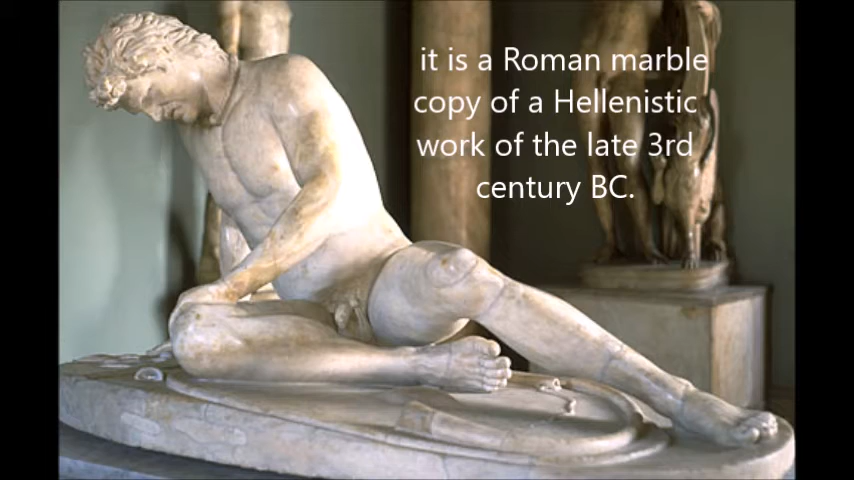 it is a Roman marble
copy of a Hellenistic
work of the late 3rd
century BC.